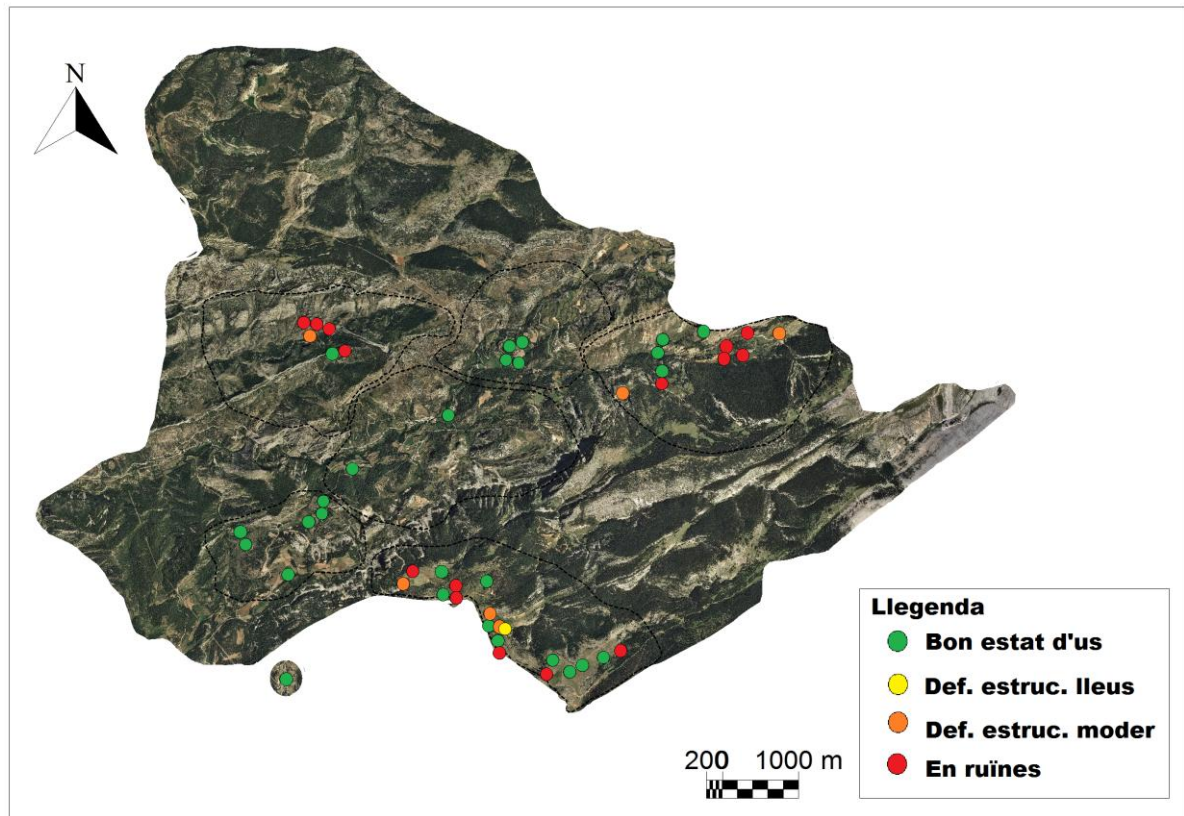 N
Llegenda
Bon estat d'us
Def. estruc. lleus
Def. estruc. moder
En ruïnes
200 1000 m